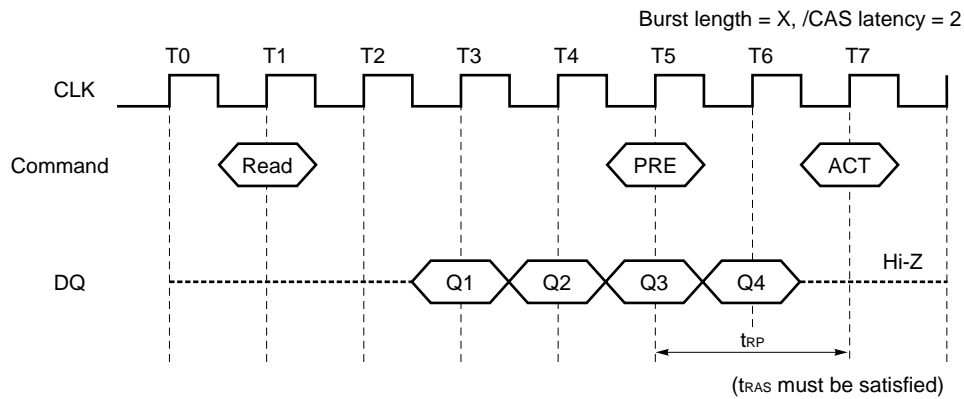 Burst length = X, /CAS latency = 2
T0 T1 T2 T3 T4 T5 T6 T7
CLK
Command Read PRE ACT
Hi-Z
DQ Q1 Q2 Q3 Q4
tRP
(tRAS must be satisfied)